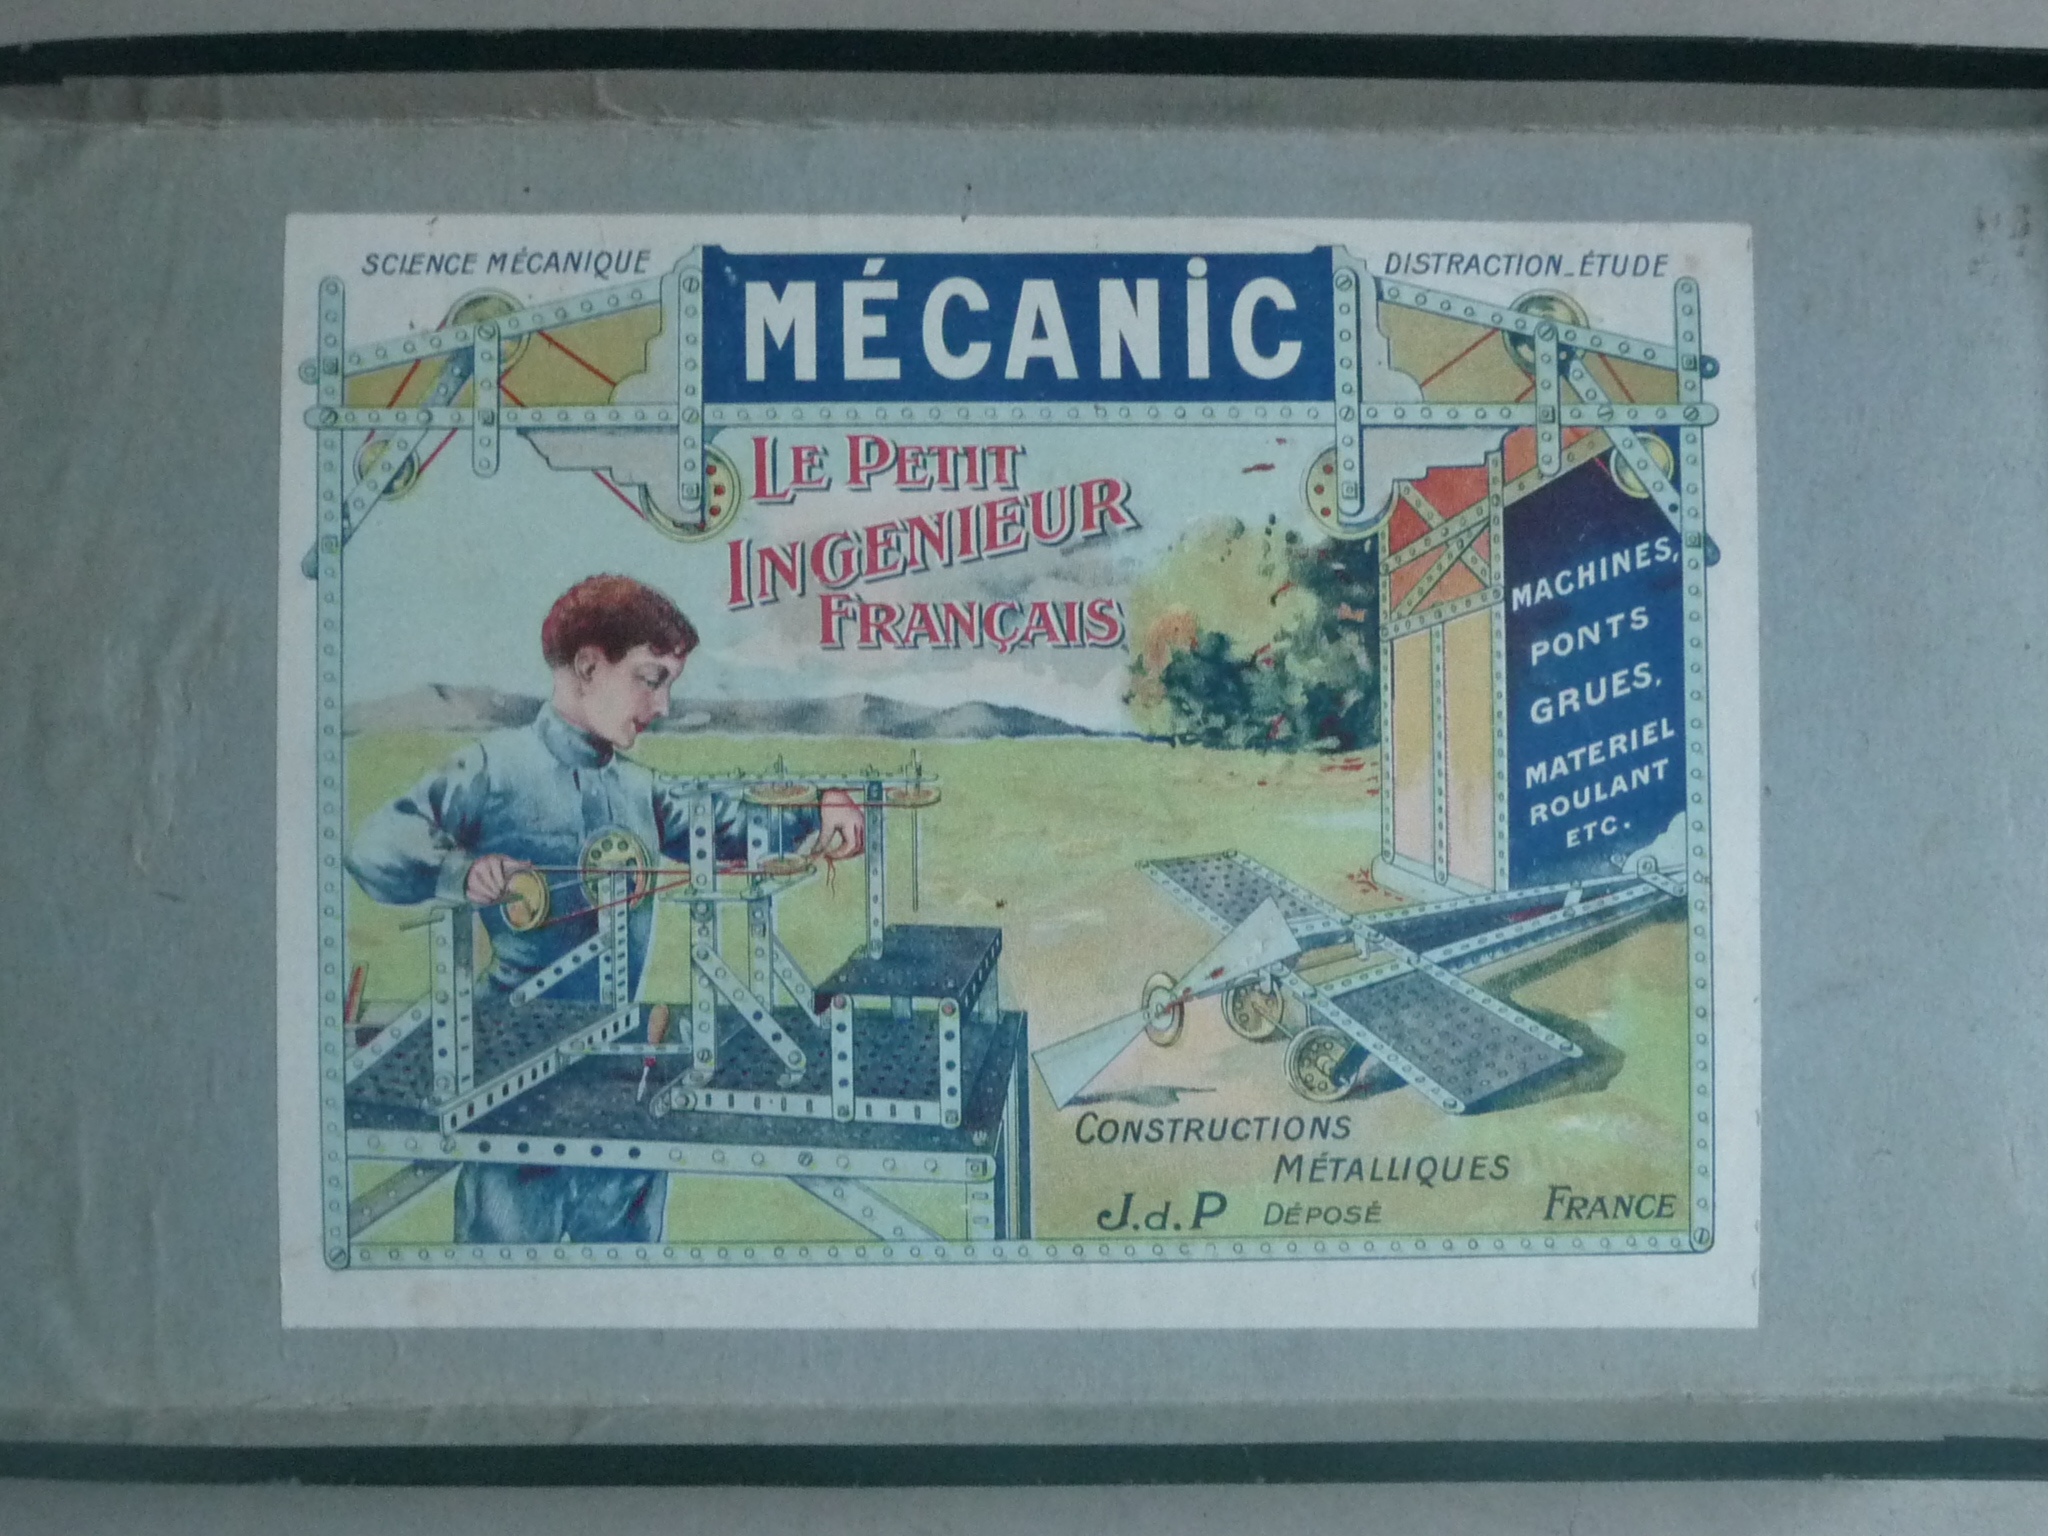 SCIENCE MÉCANIQUE
MÉCANIC
DISTRACTION_ÉTUDE
LE PETIT
INGENIEUR
FRANÇAIS
MACHINES,
PONTS
GRUES,
MATERIEL
ROULANT
ETC.
CONSTRUCTIONS
MÉTALLIQUES
J.d.P DÉPOSÉ FRANCE